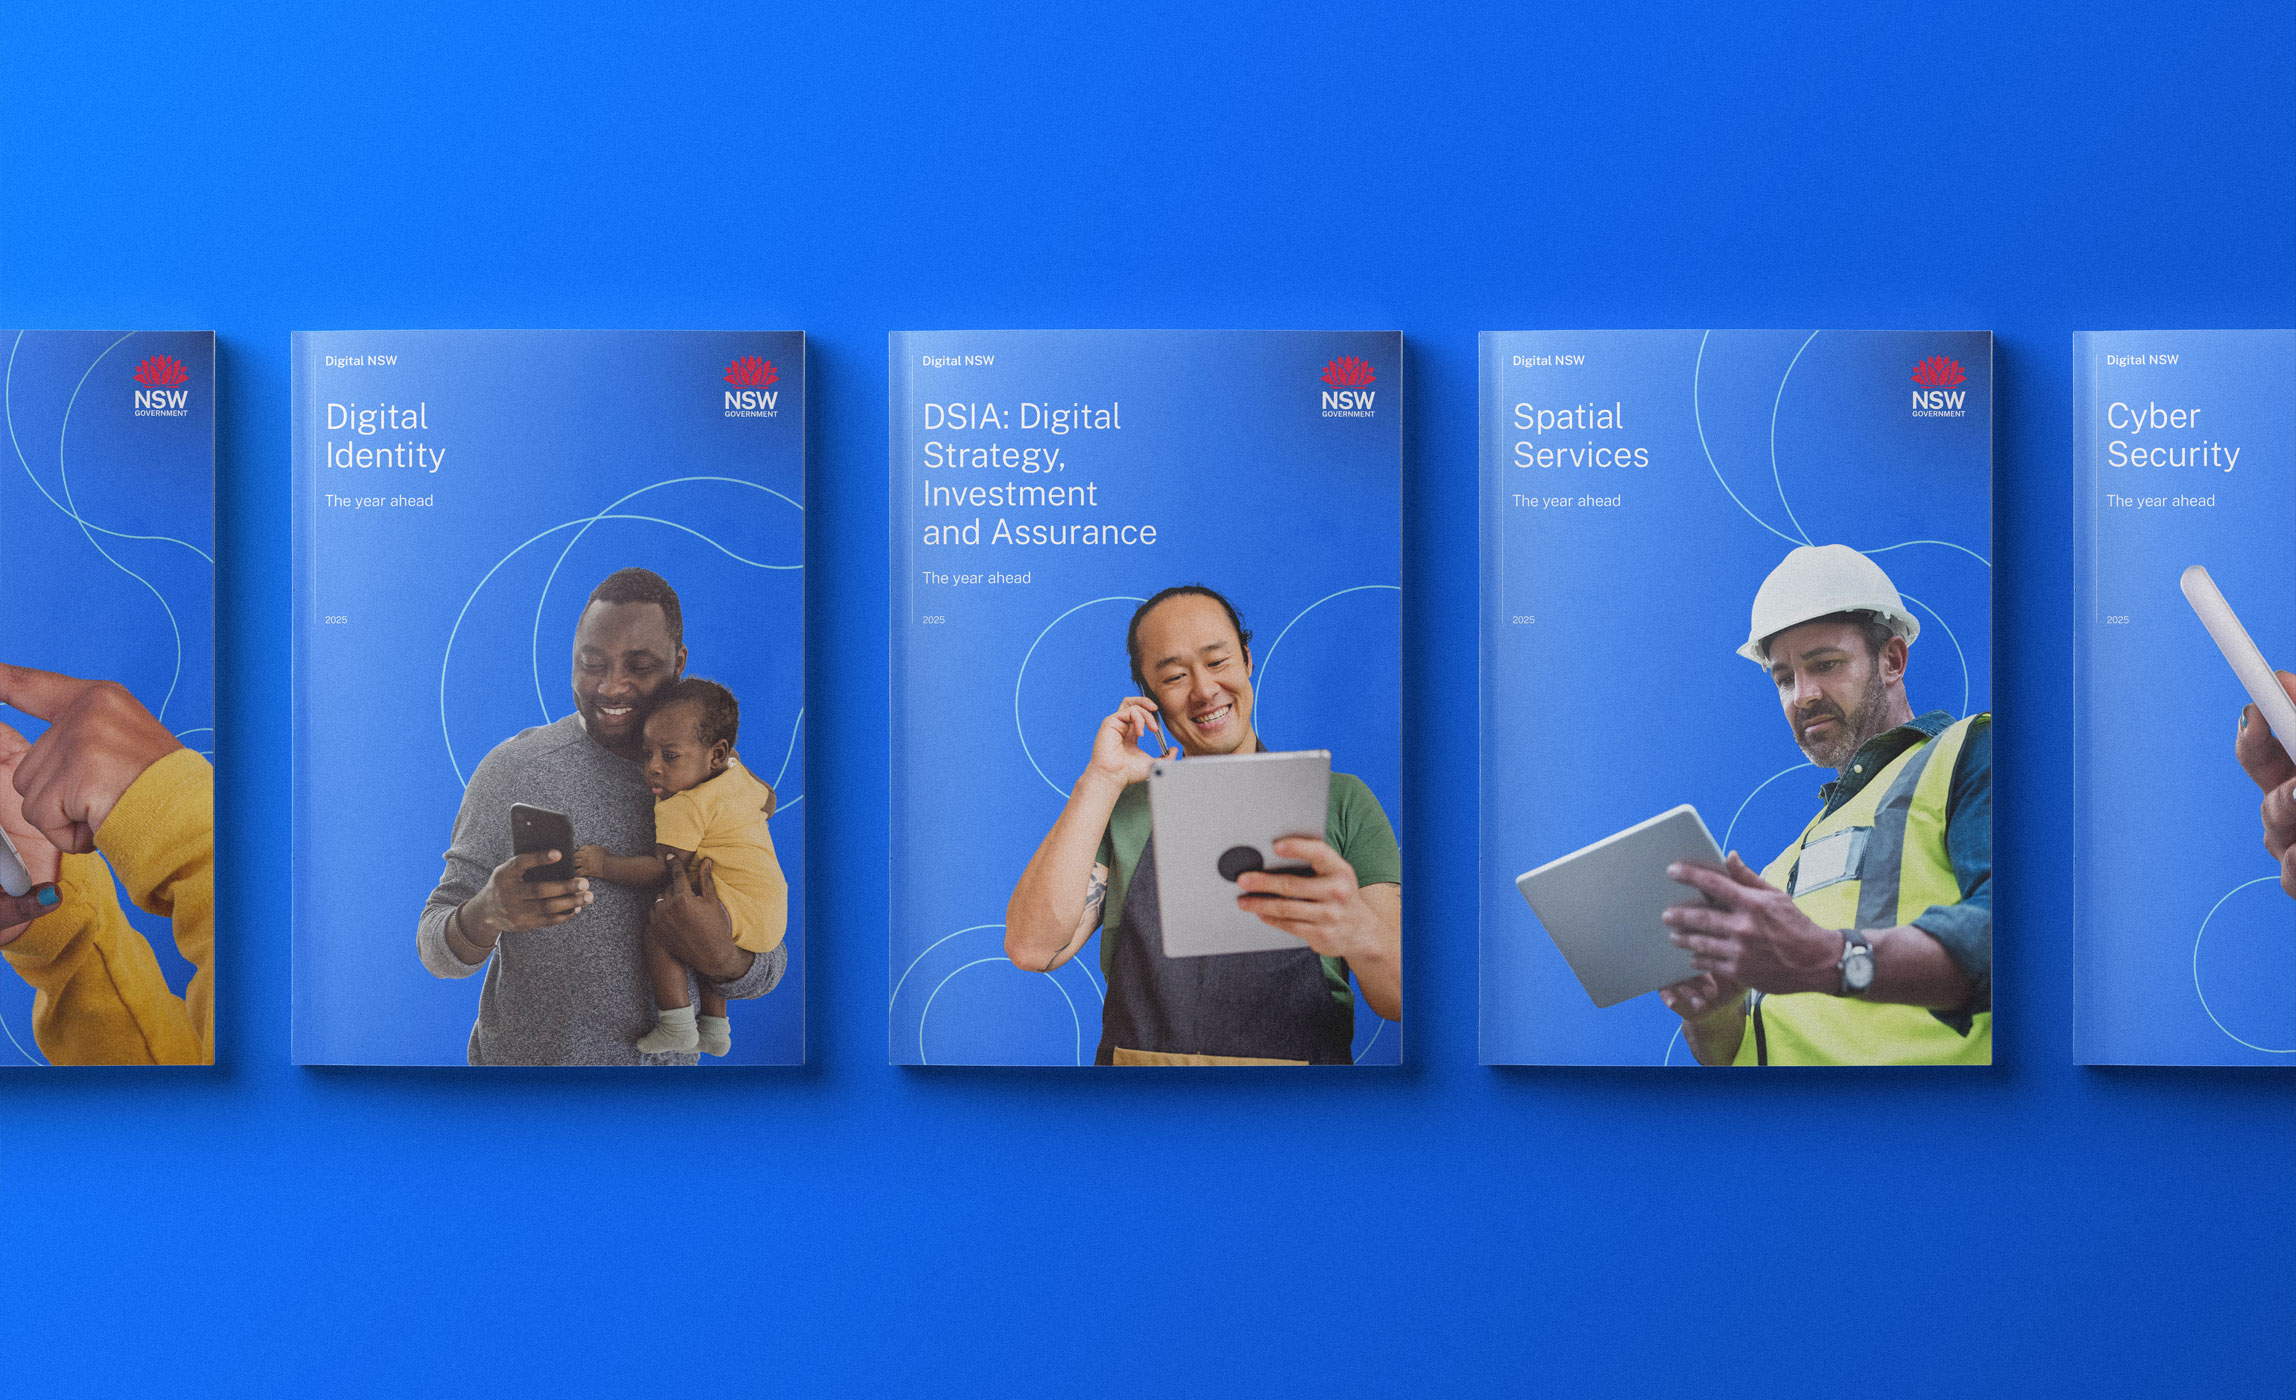 NSW
GOVERNMENT
Digital NSW
NSW
GOVERNMENT
Digital
Identity
The year ahead
2025
Digital NSW
NSW
GOVERNMENT
DSIA: Digital
Strategy,
Investment
and Assurance
The year ahead
2025
Digital NSW
NSW
GOVERNMENT
Spatial
Services
The year ahead
2025
Digital NSW
Cyber
Security
The year ahead
2025